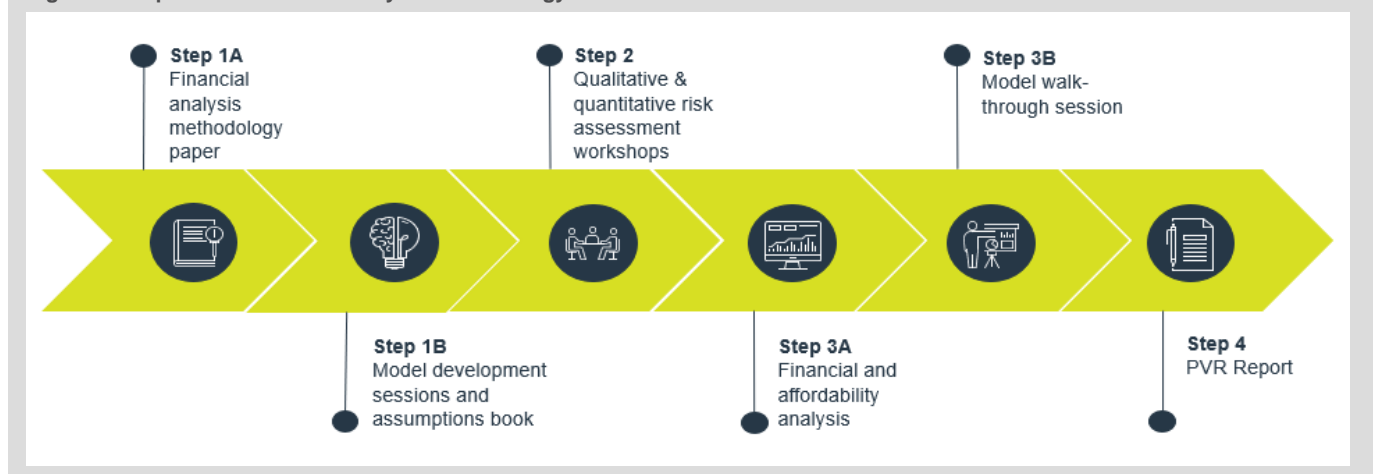 Step 1A
Financial
analysis
methodology
paper
Step 1B
Model development
sessions and
assumptions book
Step 2
Qualitative &
quantitative risk
assessment
workshops
Step 3A
Financial and
affordability
analysis
Step 3B
Model walk-
through session
Step 4
PVR Report